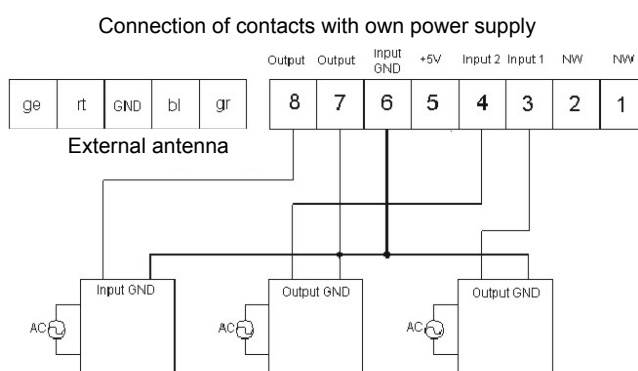 Connection of contacts with own power supply
Output Output Input GND +5V Input 2 Input 1 NW NW
ge rt GND bl gr 8 7 6 5 4 3 2 1
External antenna
Input GND Output GND Output GND
AC AC AC